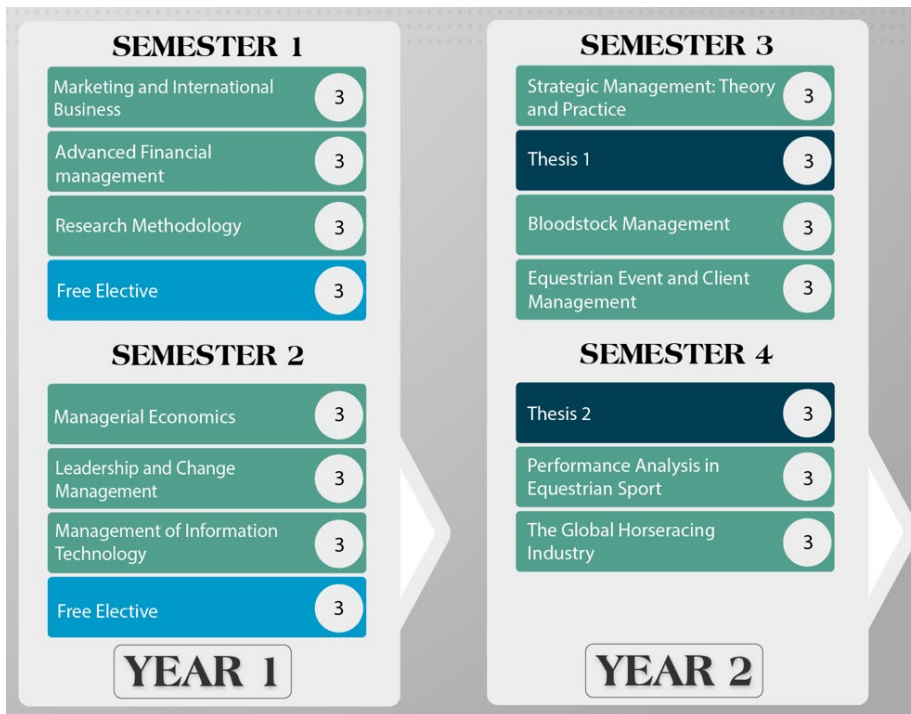 SEMESTER 1
Marketing and International
Business
3
Advanced Financial
management
3
Research Methodology
3
Free Elective
3
SEMESTER 2
Managerial Economics
3
Leadership and Change
Management
3
Management of Information
Technology
3
Free Elective
3
YEAR 1
SEMESTER 3
Strategic Management: Theory
and Practice
3
Thesis 1
3
Bloodstock Management
3
Equestrian Event and Client
Management
3
SEMESTER 4
Thesis 2
3
Performance Analysis in
Equestrian Sport
3
The Global Horseracing
Industry
3
YEAR 2